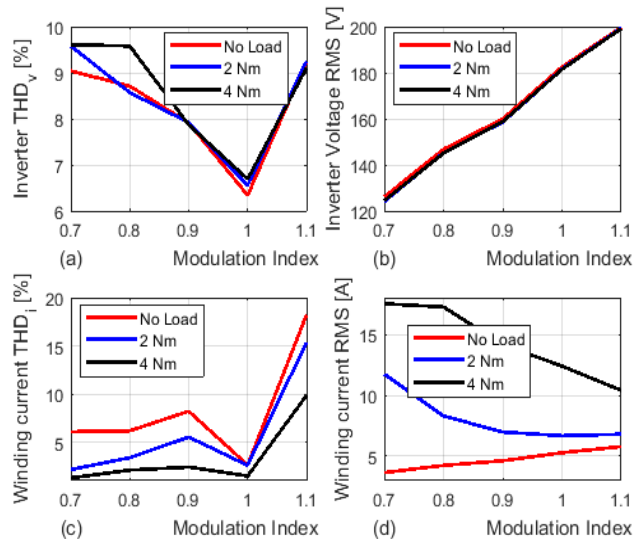 10
9
8
7
6
Inverter THDv [%]
No Load
2 Nm
4 Nm
0.7 0.8 0.9 1 1.1
(a) Modulation Index
200
180
160
140
120
Inverter Voltage RMS [V]
No Load
2 Nm
4 Nm
0.7 0.8 0.9 1 1.1
(b) Modulation Index
20
15
10
5
Winding current THDi [%]
No Load
2 Nm
4 Nm
0.7 0.8 0.9 1 1.1
(c) Modulation Index
15
10
5
Winding current RMS [A]
No Load
2 Nm
4 Nm
0.7 0.8 0.9 1 1.1
(d) Modulation Index